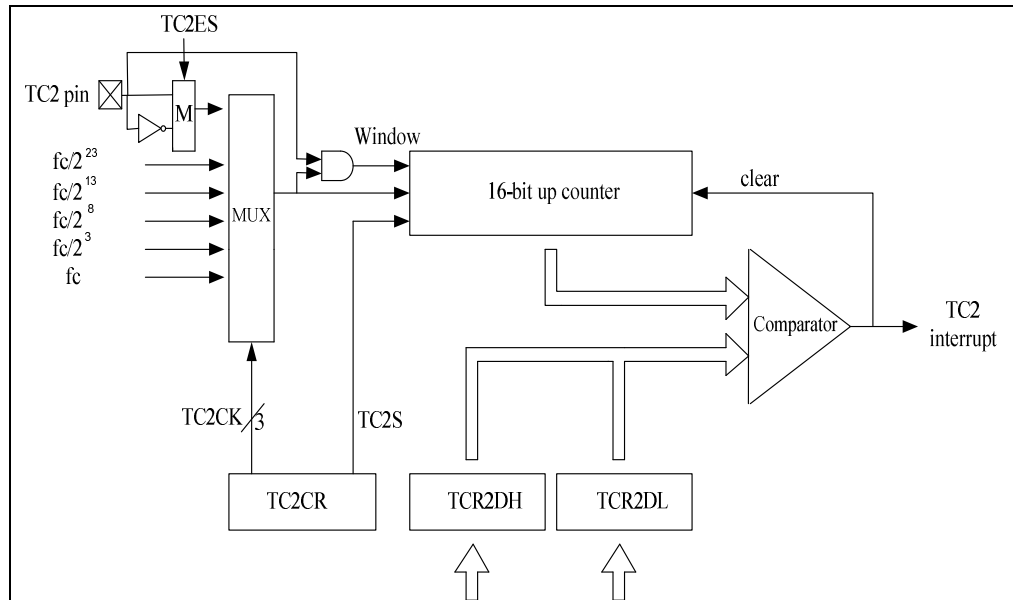 TC2ES
TC2 pin
M
fc/2^23
fc/2^13
fc/2^8
fc/2^3
fc
MUX
Window
16-bit up counter
clear
Comparator
TC2
interrupt
TC2CK
3
TC2S
TC2CR
TCR2DH
TCR2DL